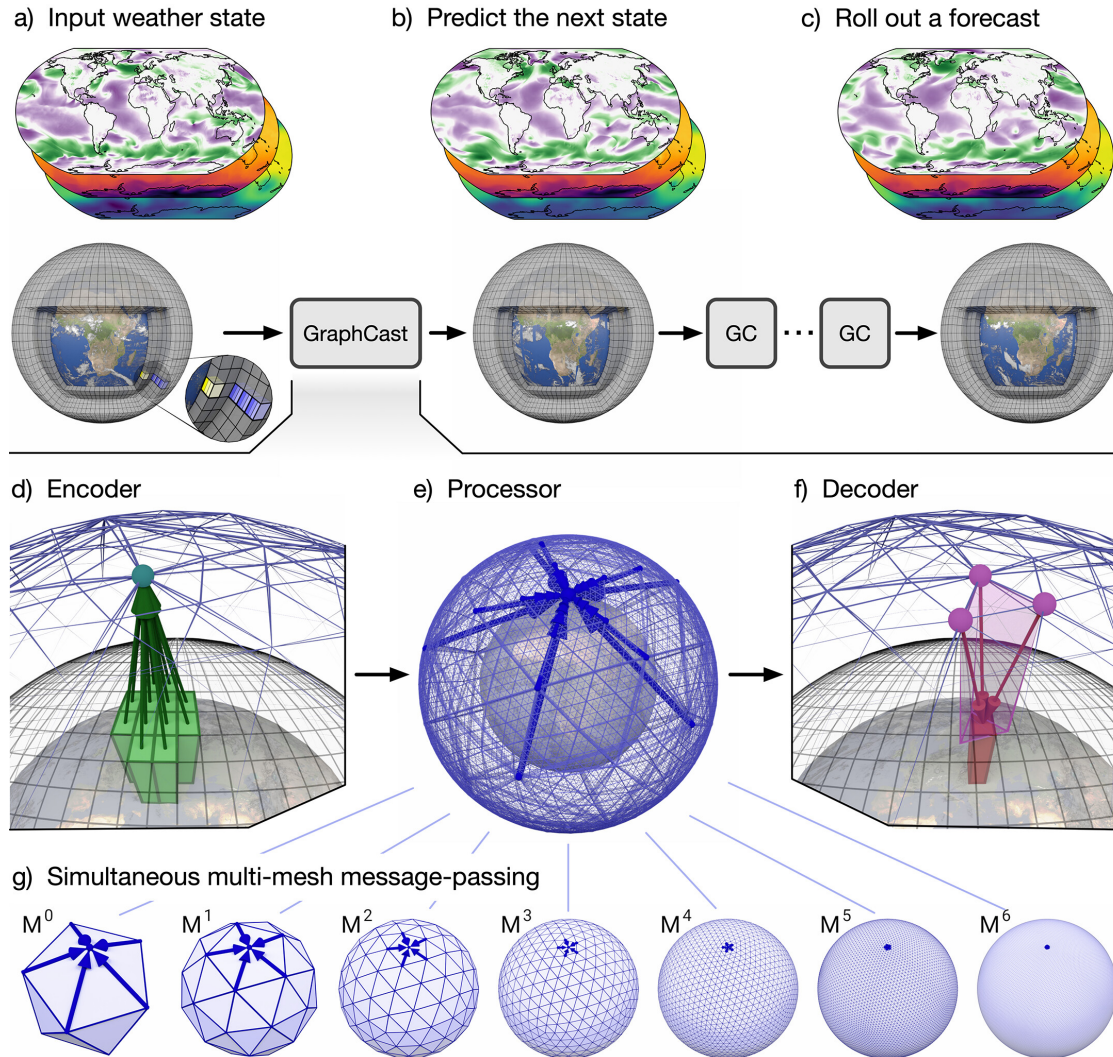 a) Input weather state
b) Predict the next state
c) Roll out a forecast
GraphCast
GC
...
GC
d) Encoder
e) Processor
f) Decoder
g) Simultaneous multi-mesh message-passing
M⁰
M¹
M²
M³
M⁴
M⁵
M⁶